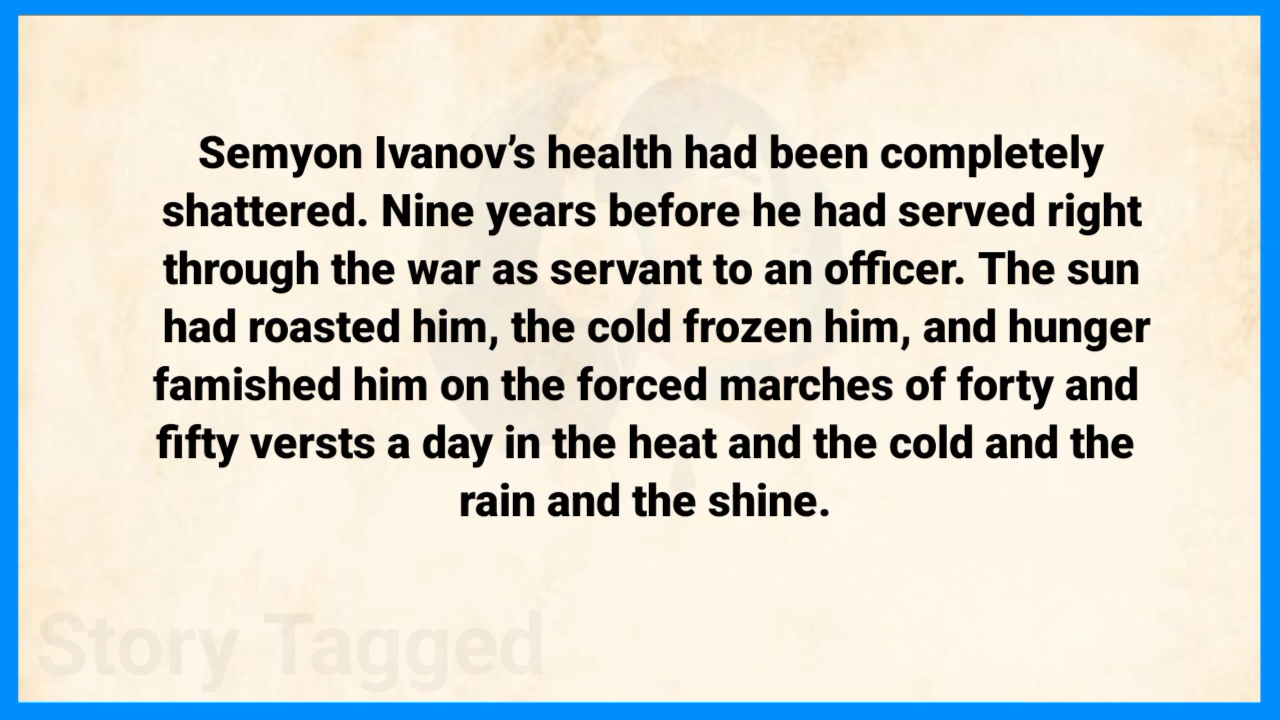 Semyon Ivanov’s health had been completely
shattered. Nine years before he had served right
through the war as servant to an officer. The sun
had roasted him, the cold frozen him, and hunger
famished him on the forced marches of forty and
fifty versts a day in the heat and the cold and the
rain and the shine.
Story Tagged